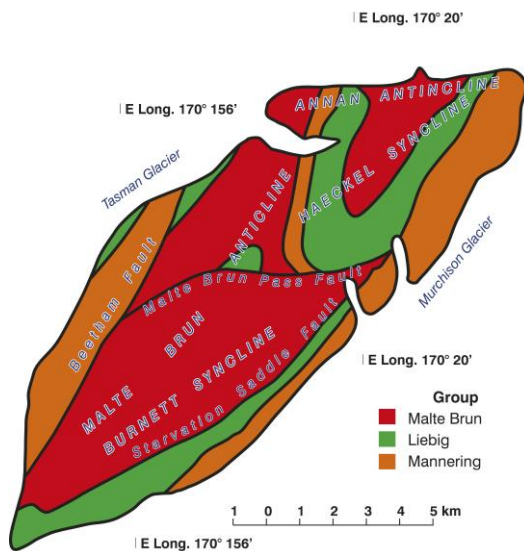 E Long. 170° 20'
E Long. 170° 156'
ANNAN ANTINCLINE
Tasman Glacier
HAECKEL SYNCLINE
ANTICLINE
Beetham Fault
Malte Brun Pass Fault
Murchison Glacier
MALTE BRUN
BURNETT SYNCLINE
Starvation Saddle Fault
E Long. 170° 20'
Group
Malte Brun
Liebig
Mannering
1 0 1 2 3 4 5 km
E Long. 170° 156'